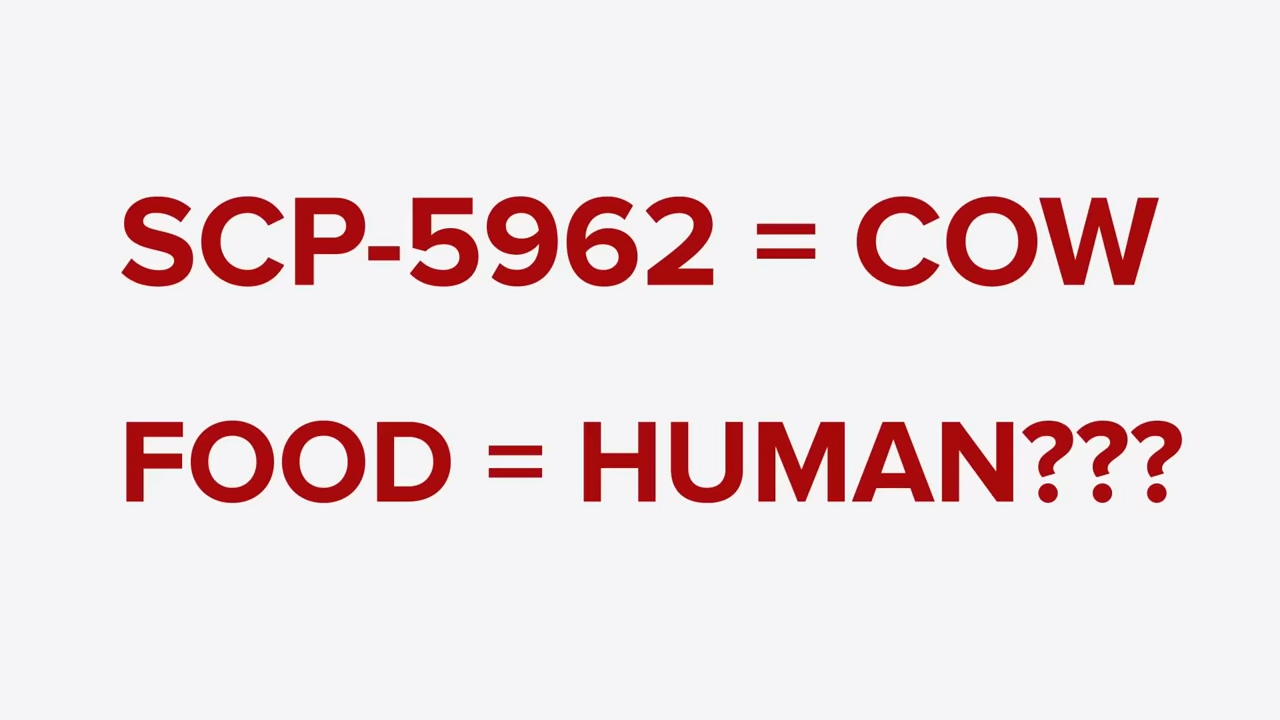 SCP-5962 = COW
FOOD = HUMAN???